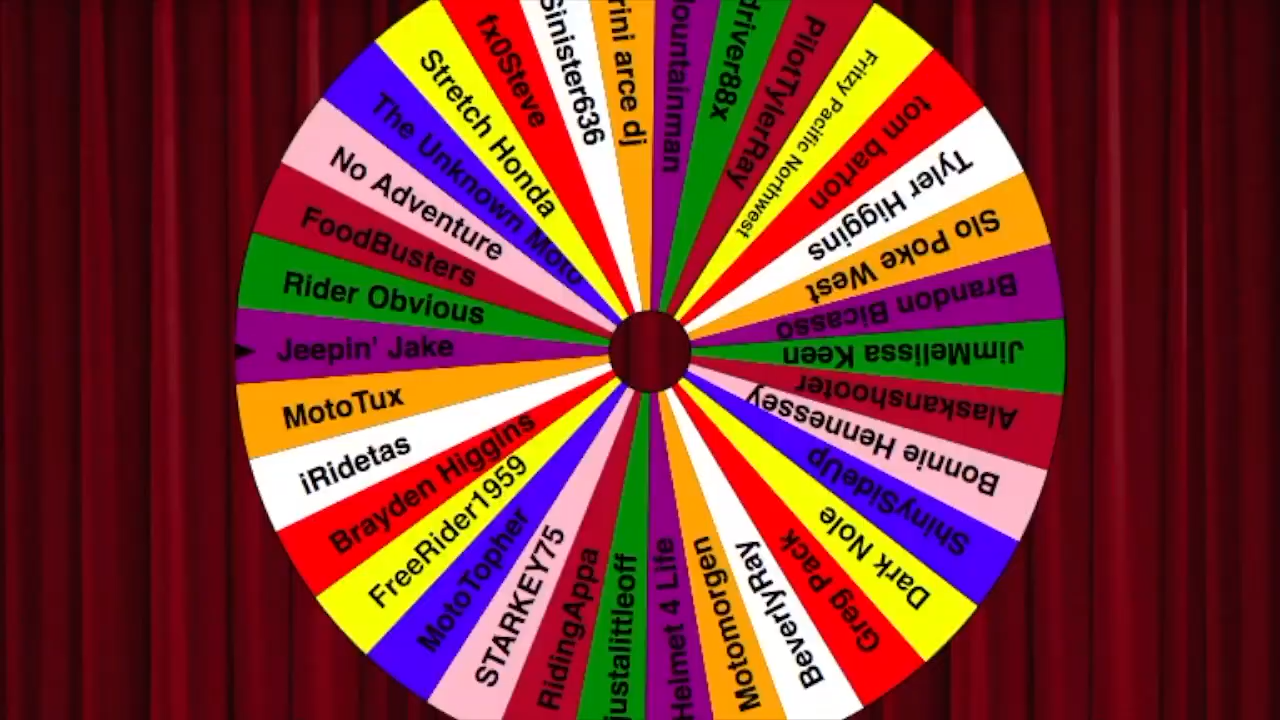 Jeepin' Jake
Rider Obvious
FoodBusters
No Adventure
The Unknown Moto
Stretch Honda
fx0Steve
Sinister636
rini arce dj
ountainman
driver88x
PilotTylerRay
Fritzy Pacific Northwest
tom barton
Tyler Higgins
Slo Poke West
Brandon Bicasso
JimMelissa Keen
Alaskanshooter
Bonnie Hennessey
ShinySideUp
Dark Nole
Greg Pack
BeverlyRay
Motomorgen
Helmet 4 Life
justalittleoff
RidingAppa
STARKEY75
MotoTopher
FreeRider1959
Brayden Higgins
iRidetas
MotoTux